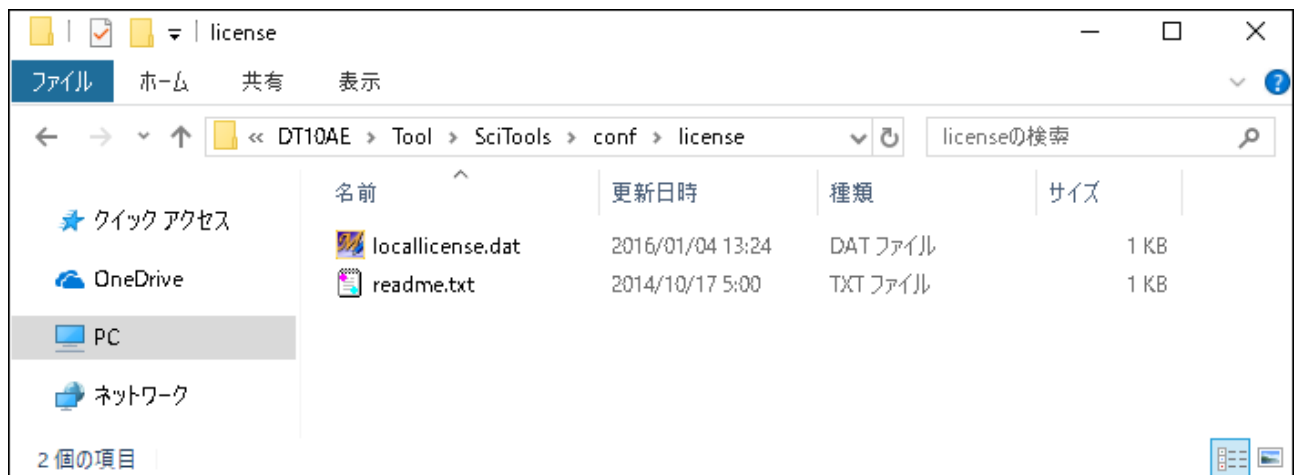 license
ファイル ホーム 共有 表示
« DT10AE > Tool > SciTools > conf > license licenseの検索
名前 更新日時 種類 サイズ
クイック アクセス
locallicense.dat 2016/01/04 13:24 DAT ファイル 1 KB
OneDrive
readme.txt 2014/10/17 5:00 TXT ファイル 1 KB
PC
ネットワーク
2 個の項目